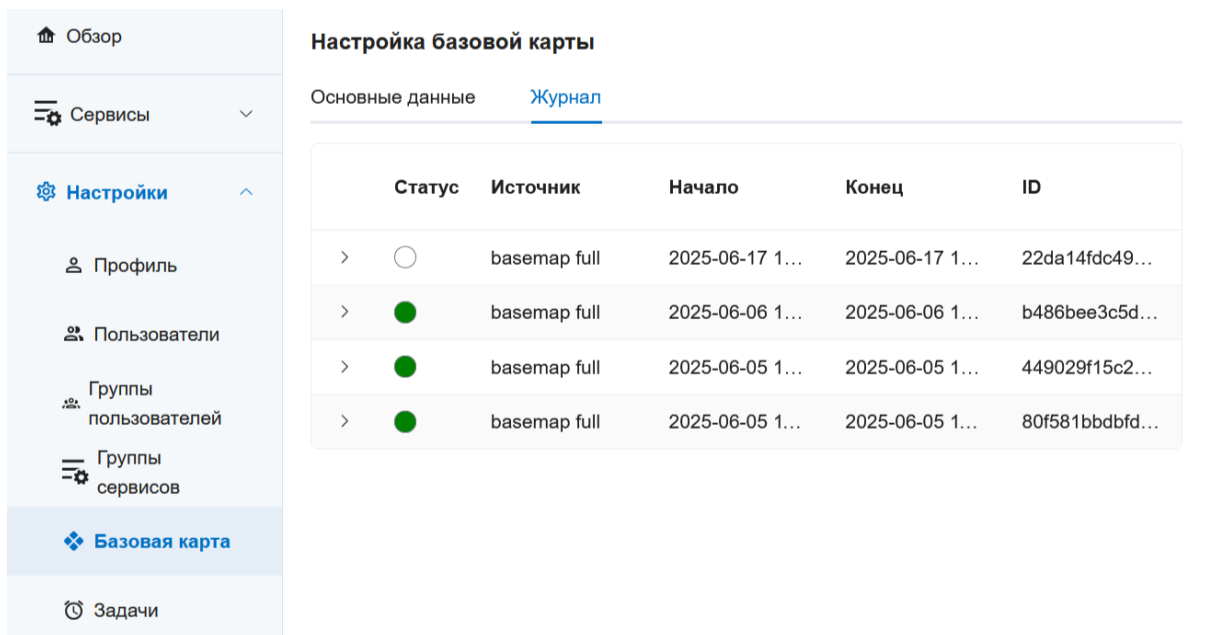 Обзор
Сервисы
Настройки
Профиль
Пользователи
Группы
пользователей
Группы
сервисов
Базовая карта
Задачи
Настройка базовой карты
Основные данные Журнал
Статус Источник Начало Конец ID
basemap full 2025-06-17 1... 2025-06-17 1... 22da14fdc49...
basemap full 2025-06-06 1... 2025-06-06 1... b486bee3c5d...
basemap full 2025-06-05 1... 2025-06-05 1... 449029f15c2...
basemap full 2025-06-05 1... 2025-06-05 1... 80f581bbdbfd...